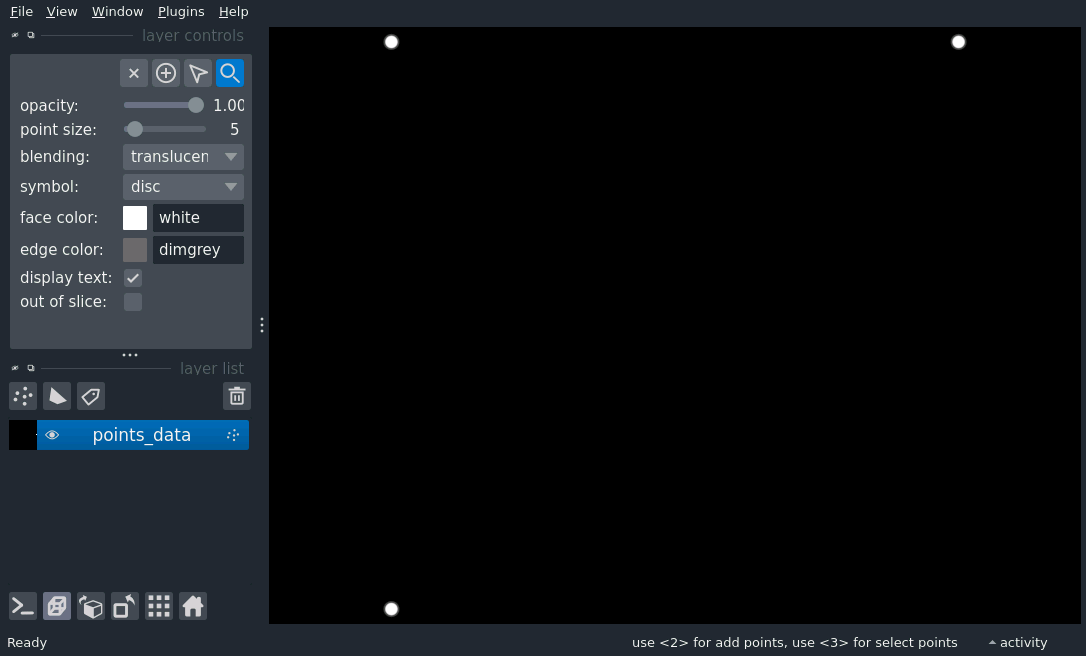 File View Window Plugins Help
layer controls
opacity: 1.00
point size: 5
blending: translucen
symbol: disc
face color: white
edge color: dimgrey
display text:
out of slice:
layer list
points_data
Ready use <2> for add points, use <3> for select points activity